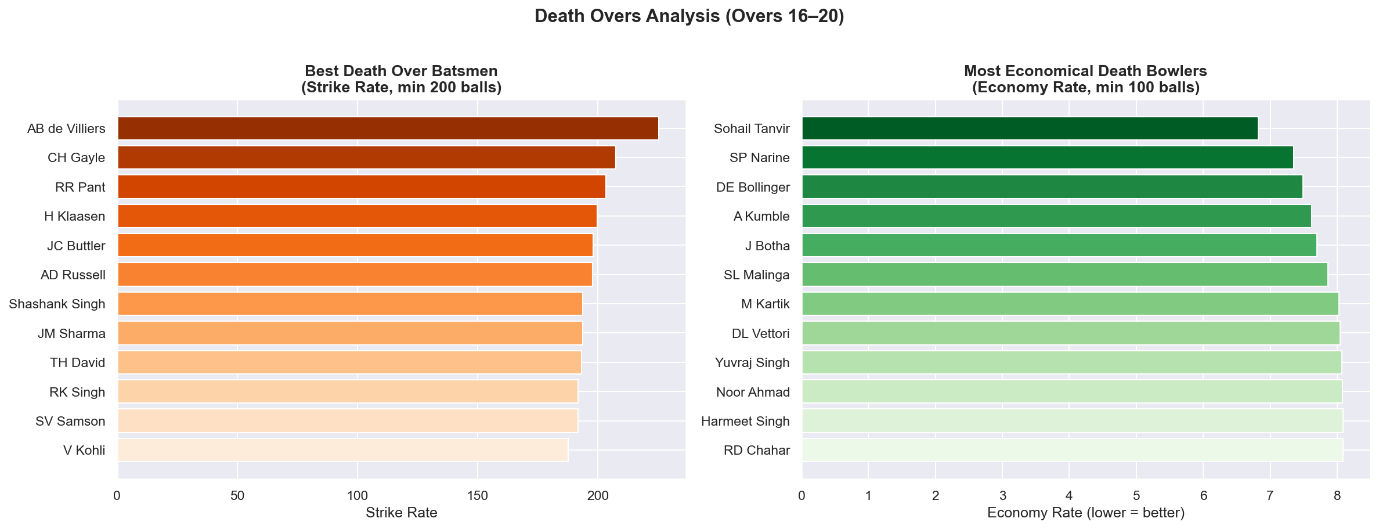 Death Overs Analysis (Overs 16–20)
Best Death Over Batsmen
(Strike Rate, min 200 balls)
AB de Villiers
CH Gayle
RR Pant
H Klaasen
JC Buttler
AD Russell
Shashank Singh
JM Sharma
TH David
RK Singh
SV Samson
V Kohli
0 50 100 150 200
Strike Rate
Most Economical Death Bowlers
(Economy Rate, min 100 balls)
Sohail Tanvir
SP Narine
DE Bollinger
A Kumble
J Botha
SL Malinga
M Kartik
DL Vettori
Yuvraj Singh
Noor Ahmad
Harmeet Singh
RD Chahar
0 1 2 3 4 5 6 7 8
Economy Rate (lower = better)